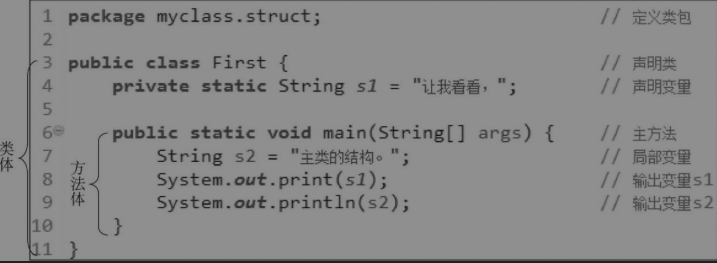 1 package myclass.struct; // 定义类包
2
3 public class First { // 声明类
4 private static String s1 = "让我看看，"; // 声明变量
5
6 public static void main(String[] args) { // 主方法
7 String s2 = "主类的结构。"; // 局部变量
8 System.out.print(s1); // 输出变量s1
9 System.out.println(s2); // 输出变量s2
10 }
11 }
类体
方法体